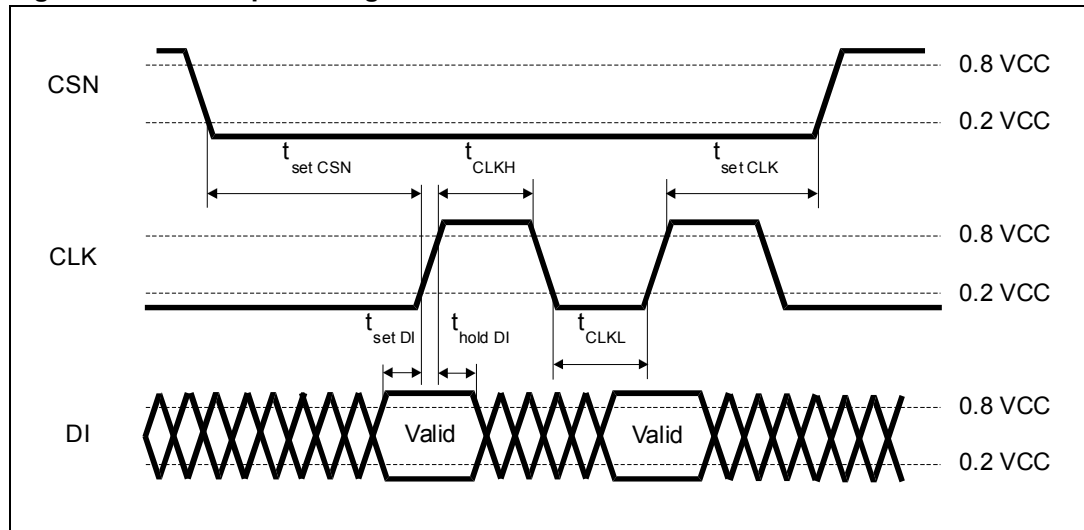 CSN
0.8 VCC
0.2 VCC
t set CSN
t CLKH
t set CLK
CLK
0.8 VCC
0.2 VCC
t set DI
t hold DI
t CLKL
DI
Valid
Valid
0.8 VCC
0.2 VCC